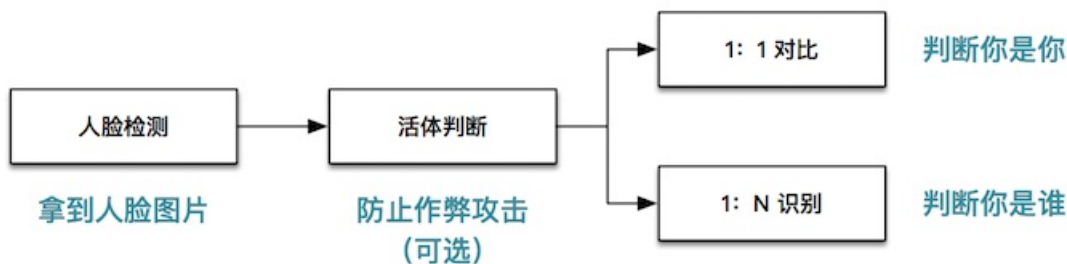 人脸检测
拿到人脸图片
活体判断
防止作弊攻击
（可选）
1：1 对比
判断你是你
1：N 识别
判断你是谁